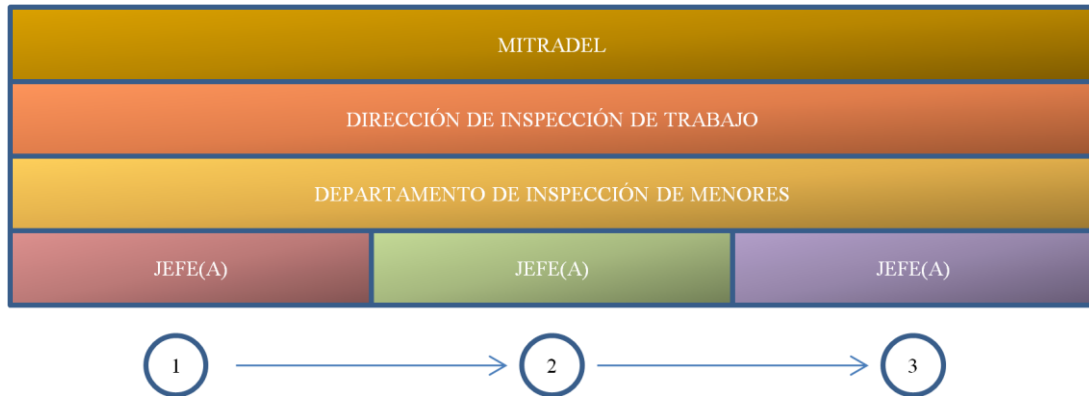 MITRADEL
DIRECCIÓN DE INSPECCIÓN DE TRABAJO
DEPARTAMENTO DE INSPECCIÓN DE MENORES
JEFE(A) JEFE(A) JEFE(A)
1 2 3